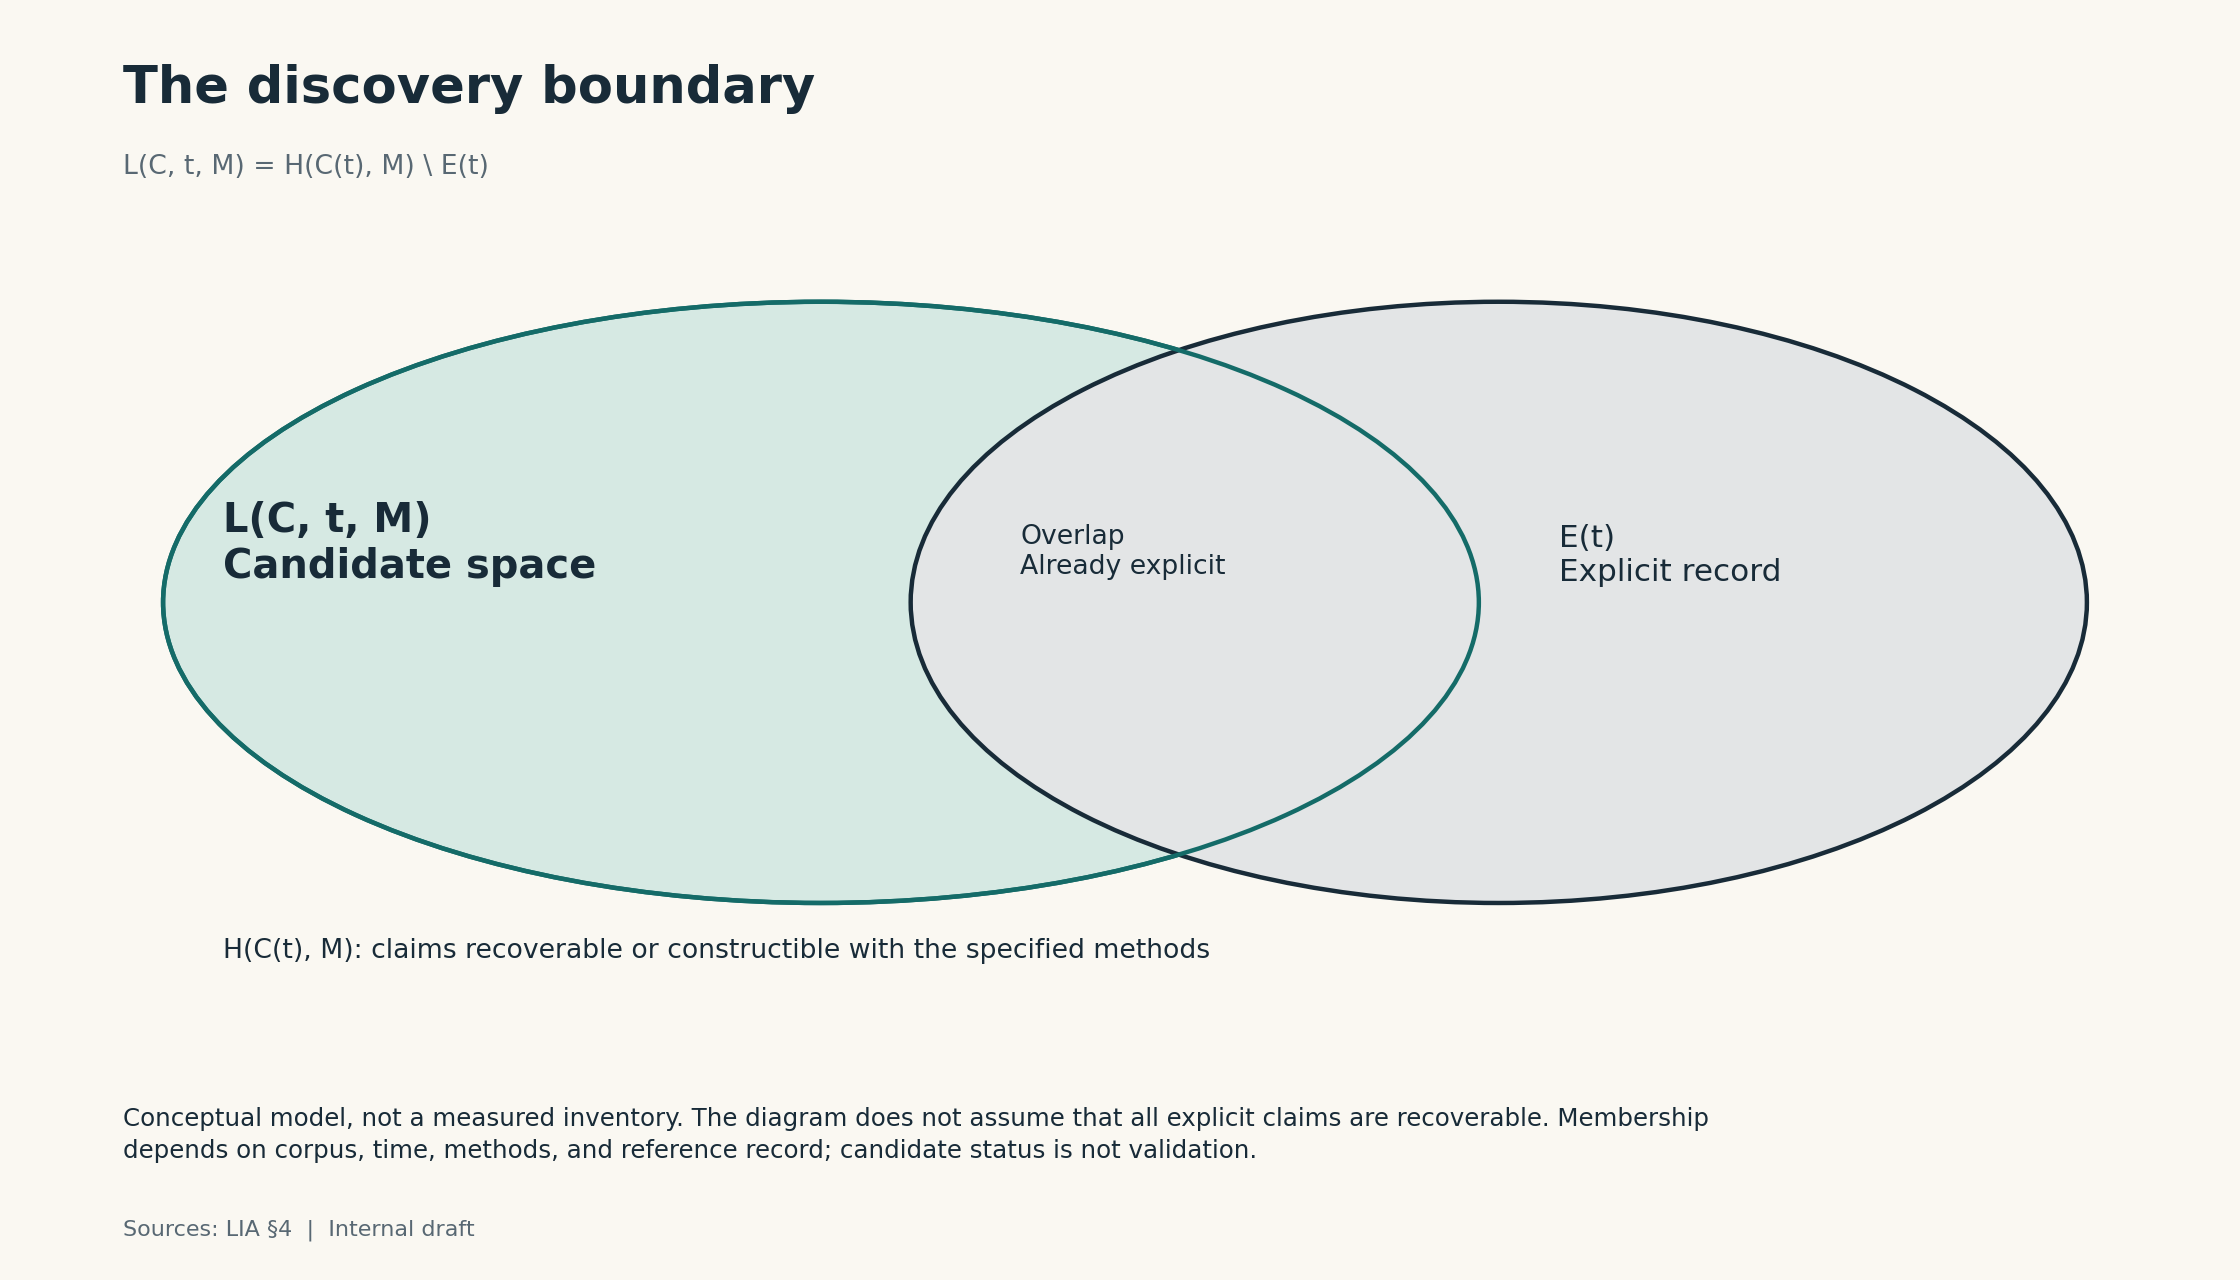 The discovery boundary
L(C, t, M) = H(C(t), M) \ E(t)
L(C, t, M)
Candidate space
Overlap
Already explicit
E(t)
Explicit record
H(C(t), M): claims recoverable or constructible with the specified methods
Conceptual model, not a measured inventory. The diagram does not assume that all explicit claims are recoverable. Membership
depends on corpus, time, methods, and reference record; candidate status is not validation.
Sources: LIA §4 | Internal draft